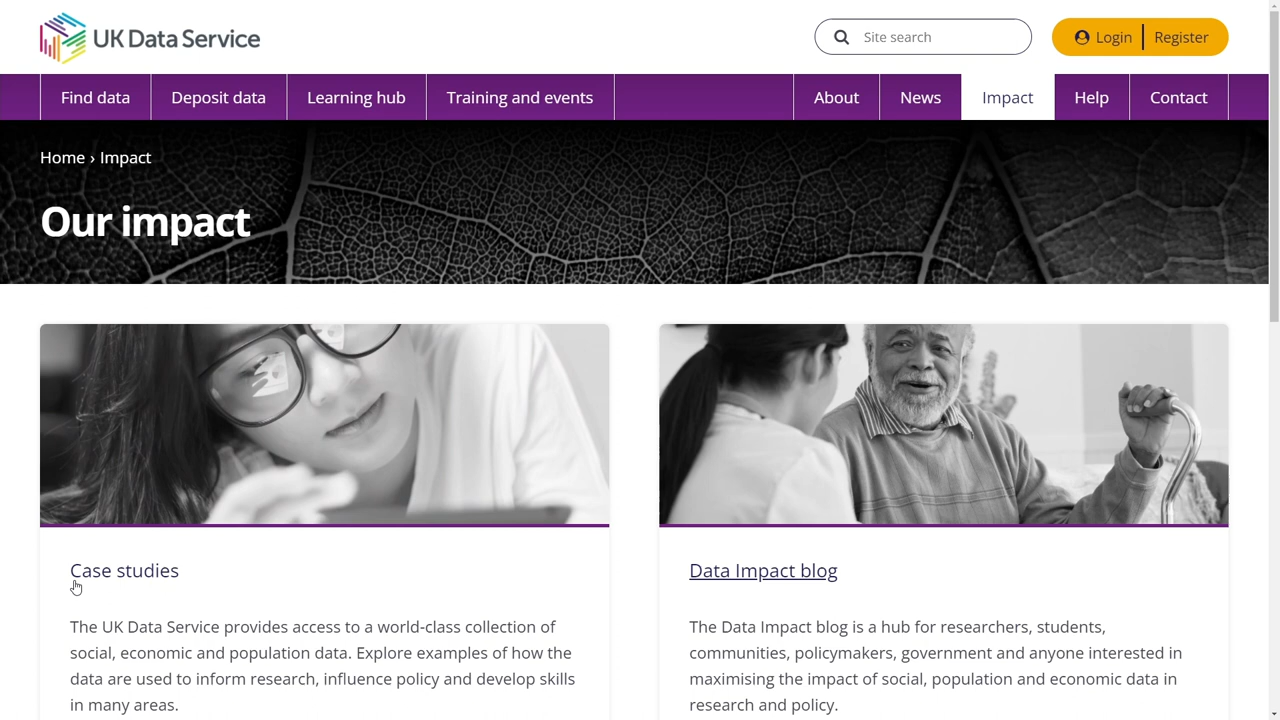 UK Data Service
Site search
Login
Register
Find data
Deposit data
Learning hub
Training and events
About
News
Impact
Help
Contact
Home › Impact
Our impact
Case studies
The UK Data Service provides access to a world-class collection of
social, economic and population data. Explore examples of how the
data are used to inform research, influence policy and develop skills
in many areas.
Data Impact blog
The Data Impact blog is a hub for researchers, students,
communities, policymakers, government and anyone interested in
maximising the impact of social, population and economic data in
research and policy.